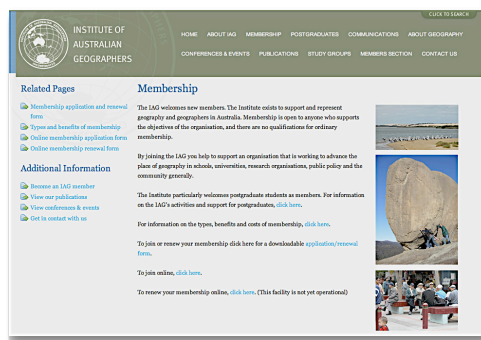 CLICK TO SEARCH
INSTITUTE OF
AUSTRALIAN
GEOGRAPHERS
HOME ABOUT IAG MEMBERSHIP POSTGRADUATES COMMUNICATIONS ABOUT GEOGRAPHY
CONFERENCES & EVENTS PUBLICATIONS STUDY GROUPS MEMBERS SECTION CONTACT US
Related Pages
Membership application and renewal
form
Types and benefits of membership
Online membership application form
Online membership renewal form
Additional Information
Become an IAG member
View our publications
View conferences & events
Get in contact with us
Membership
The IAG welcomes new members. The Institute exists to support and represent
geography and geographers in Australia. Membership is open to anyone who supports
the objectives of the organisation, and there are no qualifications for ordinary
membership.
By joining the IAG you help to support an organisation that is working to advance the
place of geography in schools, universities, research organisations, public policy and the
community generally.
The Institute particularly welcomes postgraduate students as members. For information
on the IAG's activities and support for postgraduates, click here.
For information on the types, benefits and costs of membership, click here.
To join or renew your membership click here for a downloadable application/renewal
form.
To join online, click here.
To renew your membership online, click here. (This facility is not yet operational)